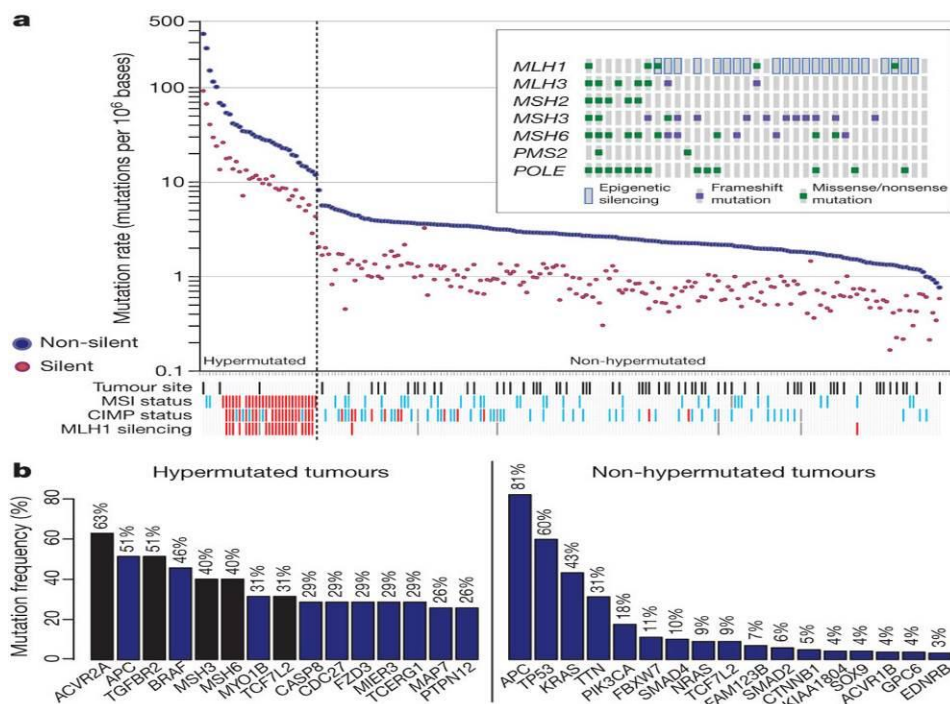 a
500
100
10
1
0.1
Mutation rate (mutations per 10⁶ bases)
Non-silent
Silent
Hypermutated
Non-hypermutated
MLH1
MLH3
MSH2
MSH3
MSH6
PMS2
POLE
Epigenetic silencing
Frameshift mutation
Missense/nonsense mutation
Tumour site
MSI status
CIMP status
MLH1 silencing
b
Hypermutated tumours
Mutation frequency (%)
80
60
40
20
0
63%
51%
51%
46%
40%
40%
31%
31%
29%
29%
29%
29%
29%
26%
26%
ACVR2A
APC
TGFBR2
BRAF
MSH3
MSH6
MYO1B
TCF7L2
CASP8
CDC27
FZD3
MIER3
TCERG1
MAP7
PTPN12
Non-hypermutated tumours
81%
60%
43%
31%
18%
11%
10%
9%
9%
7%
6%
5%
4%
4%
4%
4%
3%
APC
TP53
KRAS
TTN
PIK3CA
FBXW7
SMAD4
NRAS
TCF7L2
FAM123B
SMAD2
CTNNB1
KIAA1804
SOX9
ACVR1B
GPC6
EDNRB